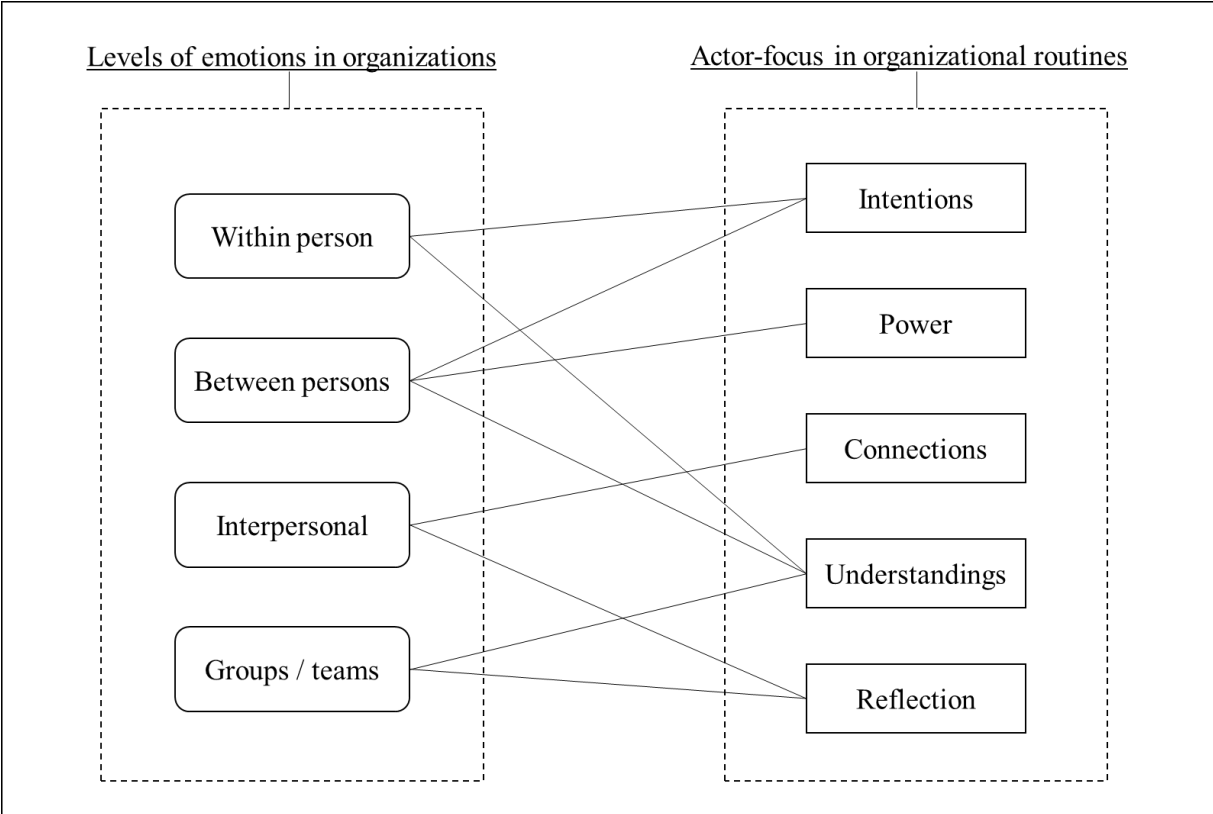 Levels of emotions in organizations
Actor-focus in organizational routines
Within person
Between persons
Interpersonal
Groups / teams
Intentions
Power
Connections
Understandings
Reflection